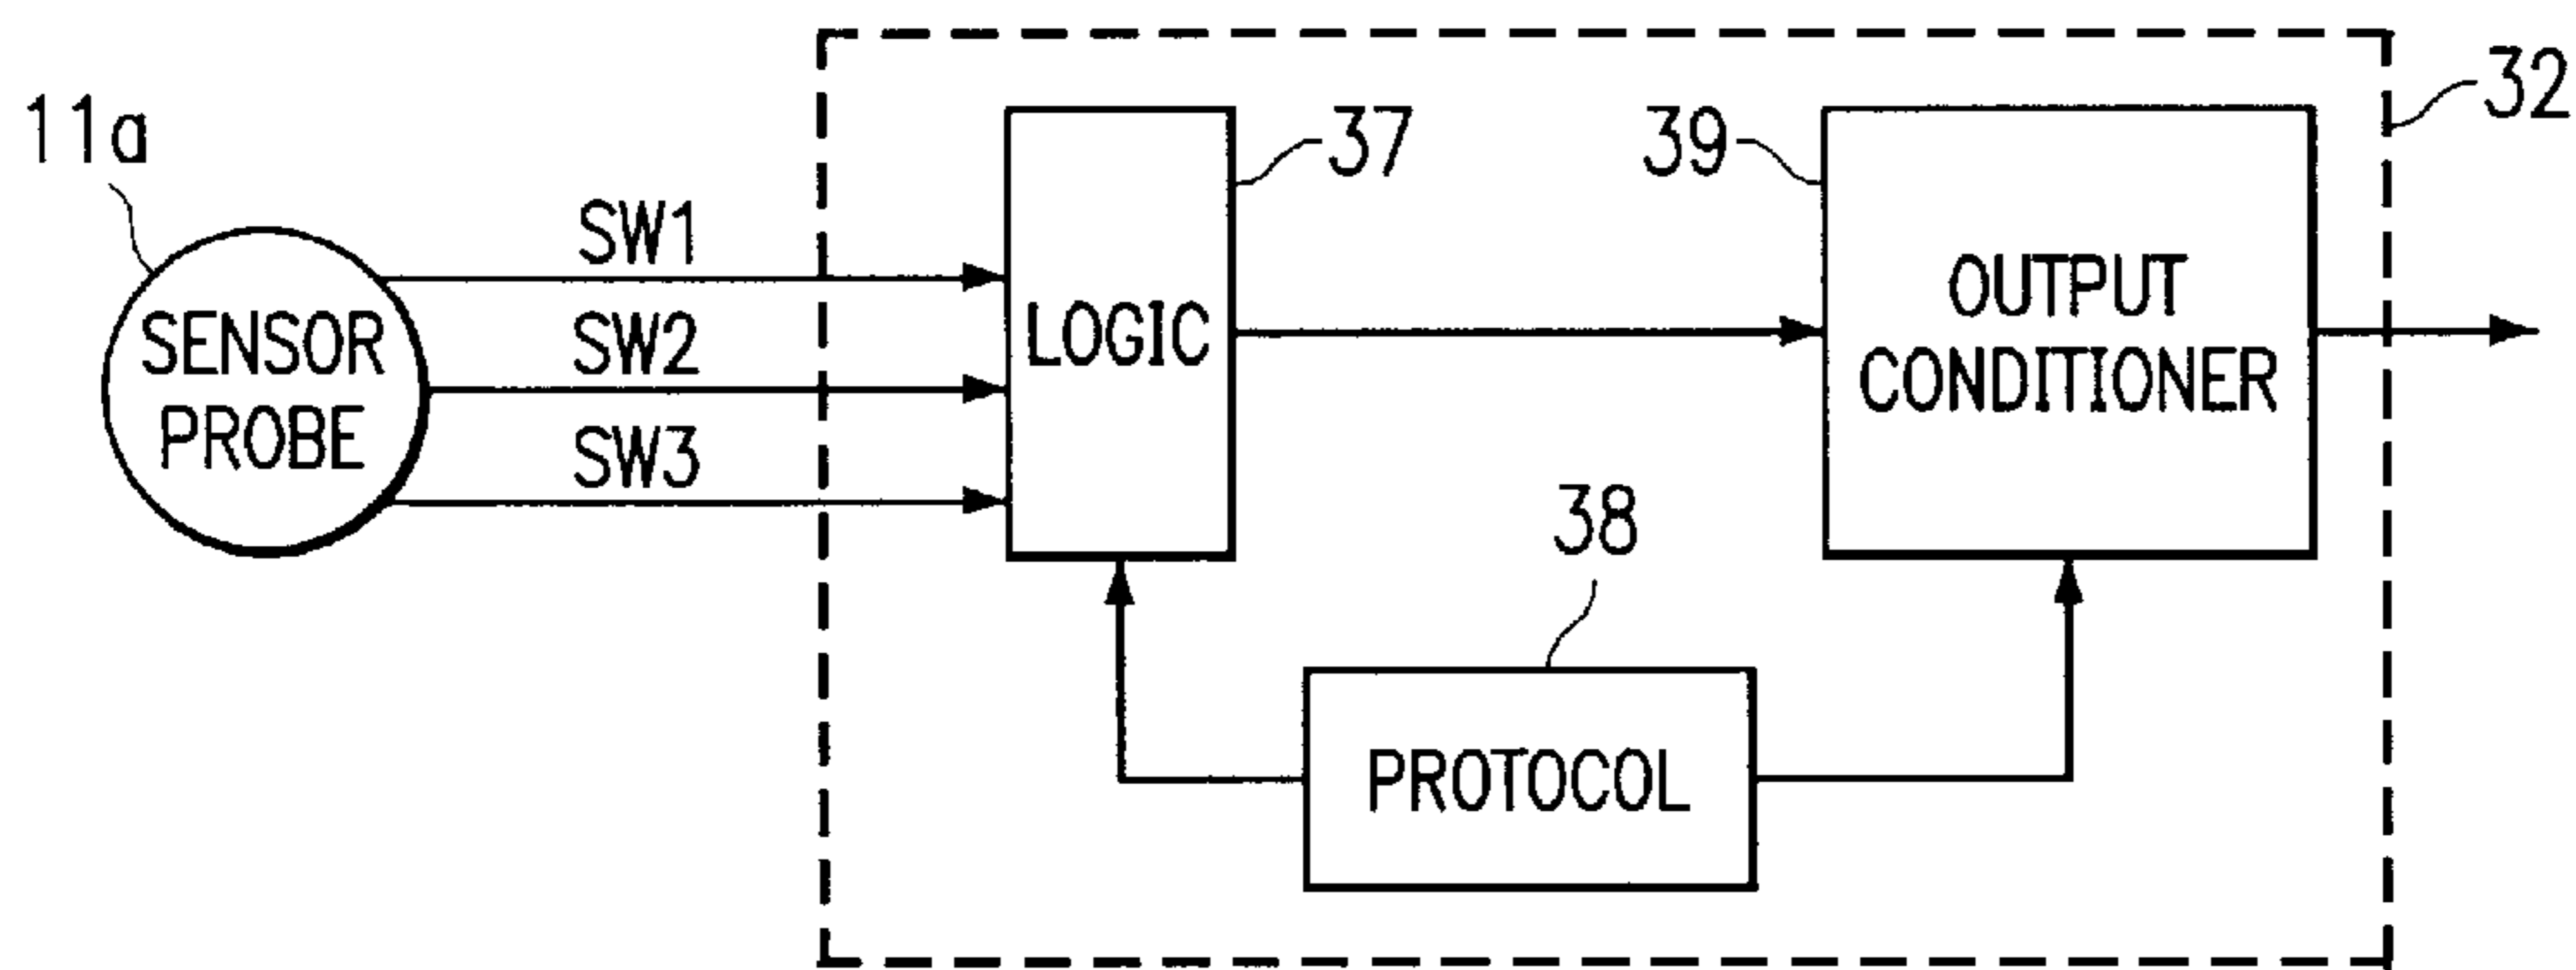 32
11a
37
39
SW1
SENSOR
PROBE
SW2
SW3
LOGIC
OUTPUT
CONDITIONER
38
PROTOCOL